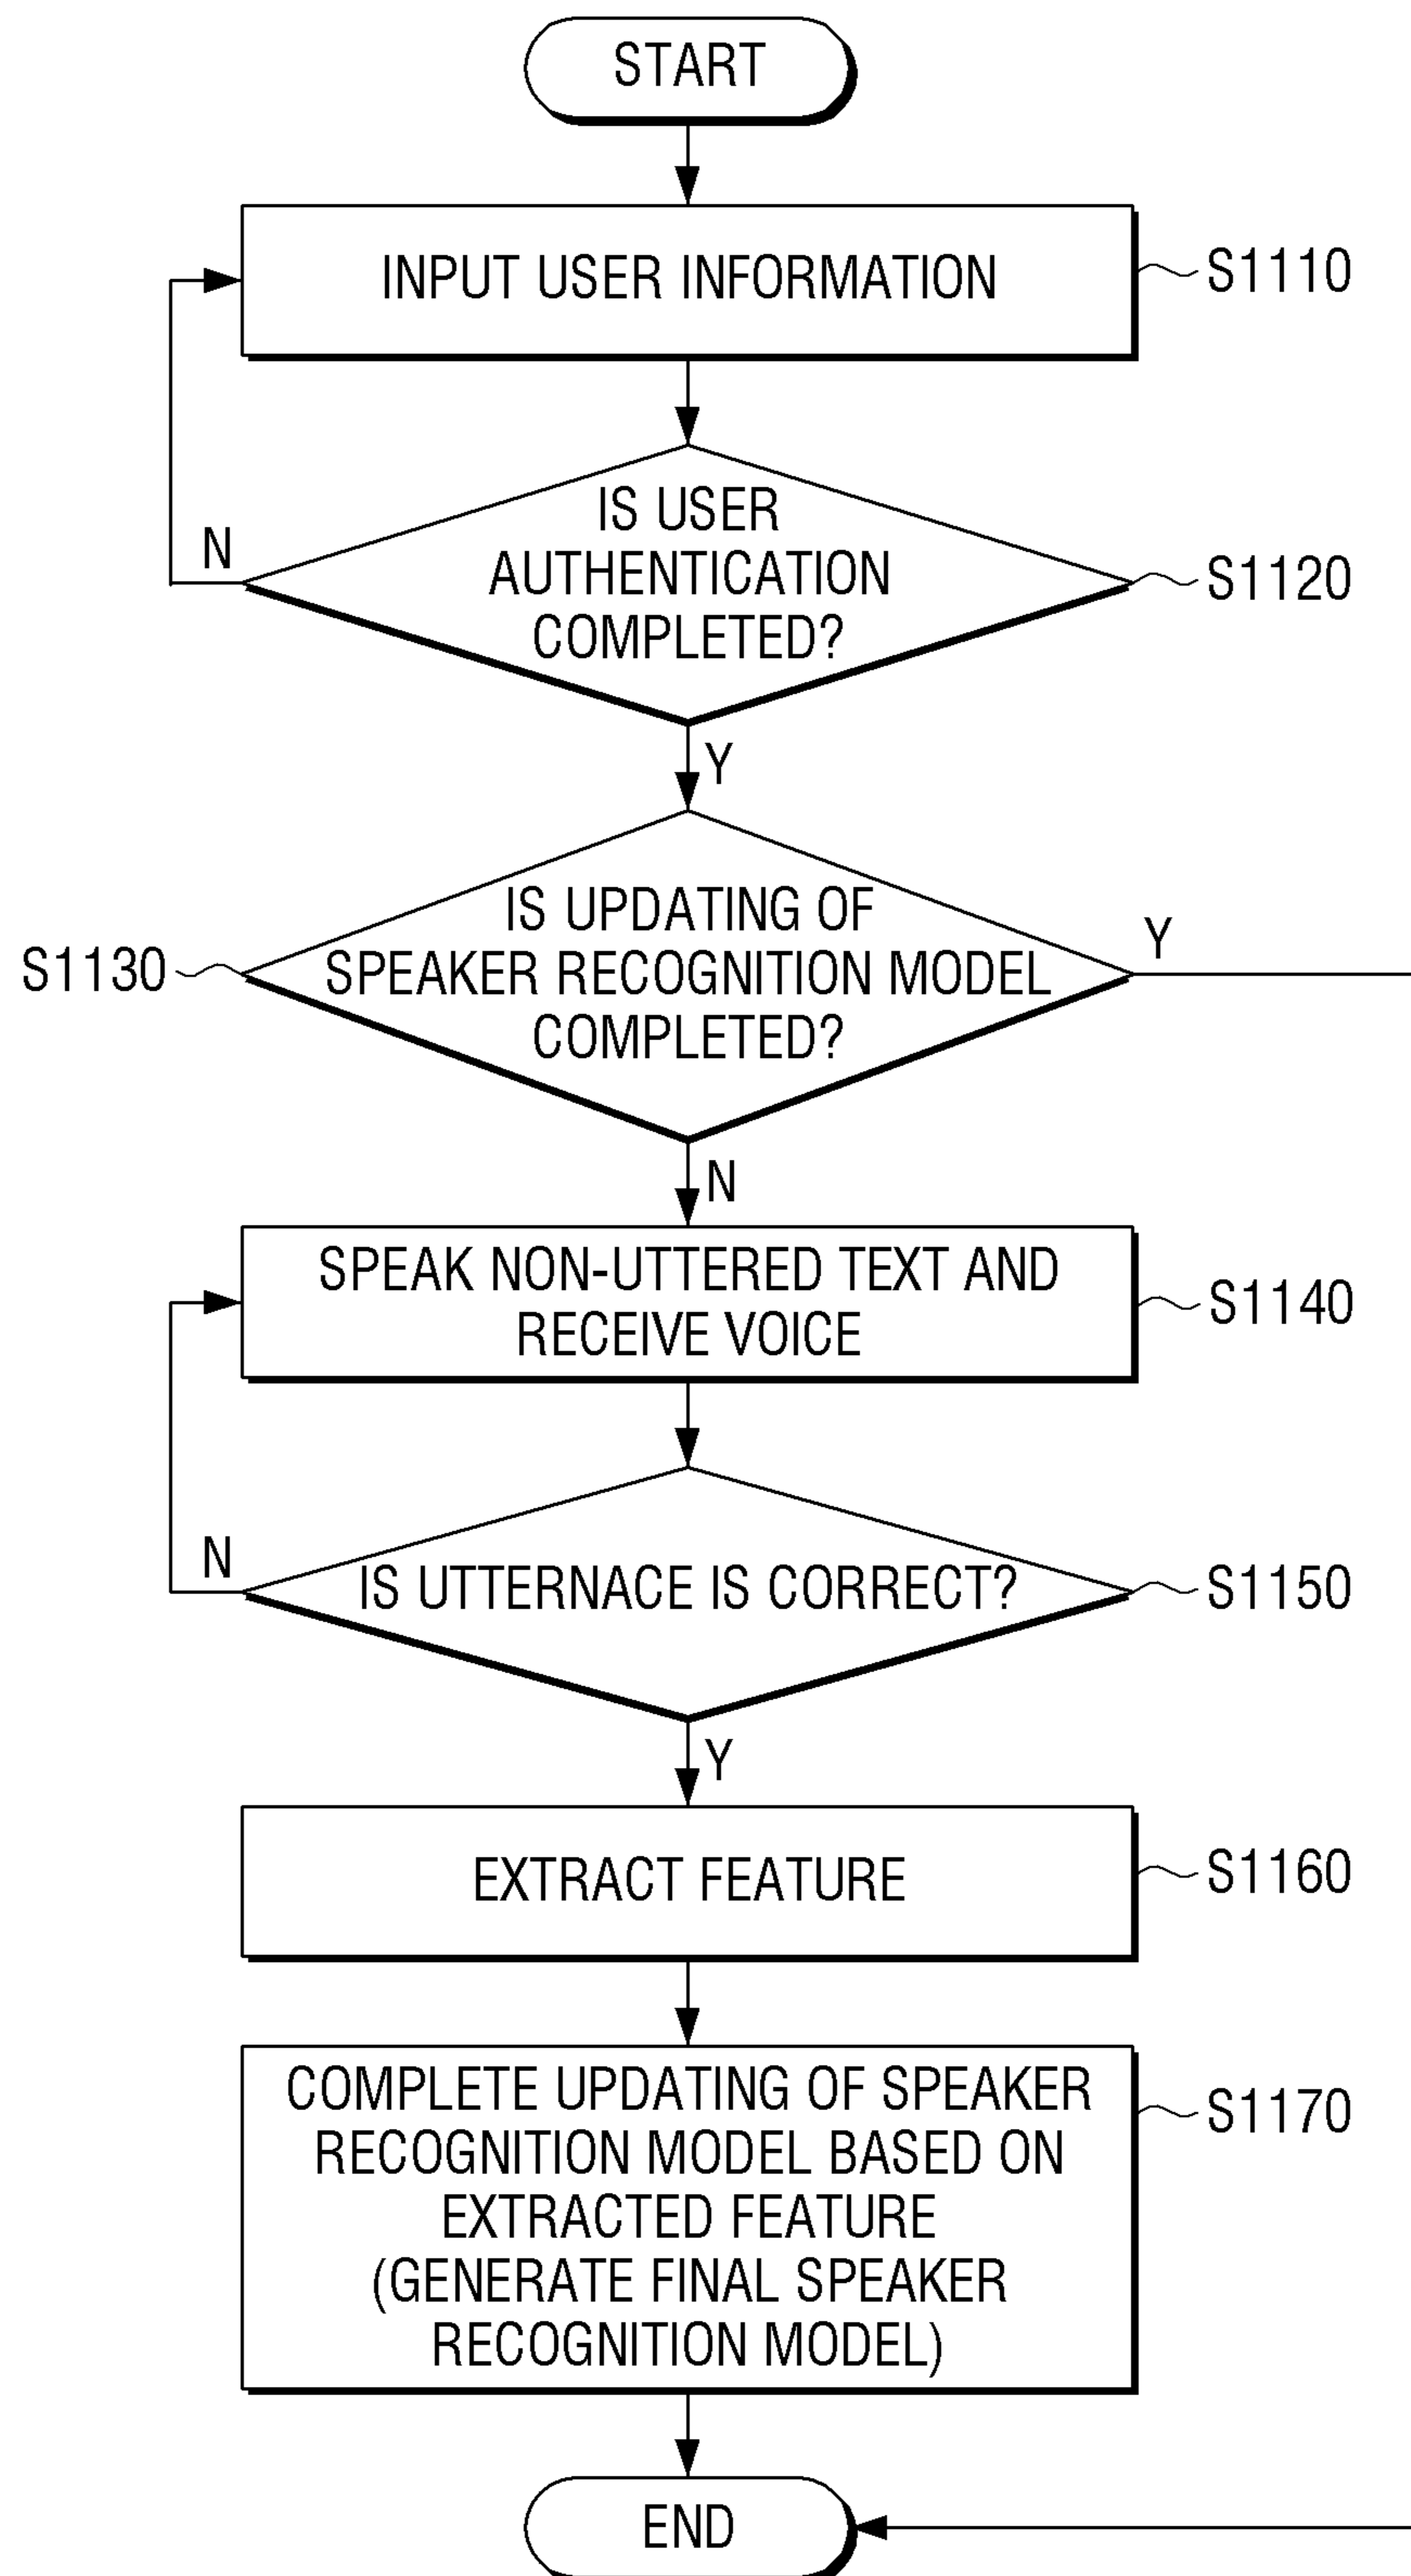 START
INPUT USER INFORMATION
S1110
IS USER
AUTHENTICATION
COMPLETED?
S1120
N
Y
IS UPDATING OF
SPEAKER RECOGNITION MODEL
COMPLETED?
S1130
Y
N
SPEAK NON-UTTERED TEXT AND
RECEIVE VOICE
S1140
IS UTTERNACE IS CORRECT?
S1150
N
Y
EXTRACT FEATURE
S1160
COMPLETE UPDATING OF SPEAKER
RECOGNITION MODEL BASED ON
EXTRACTED FEATURE
(GENERATE FINAL SPEAKER
RECOGNITION MODEL)
S1170
END